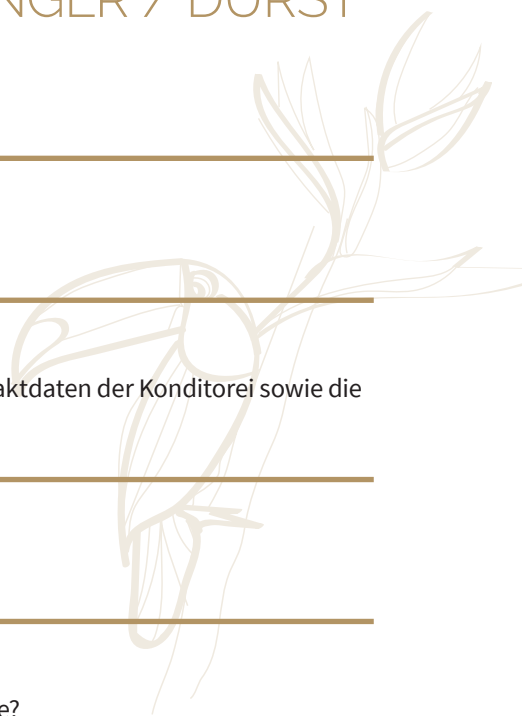 NGER / DURST
aktdaten der Konditorei sowie die
e?